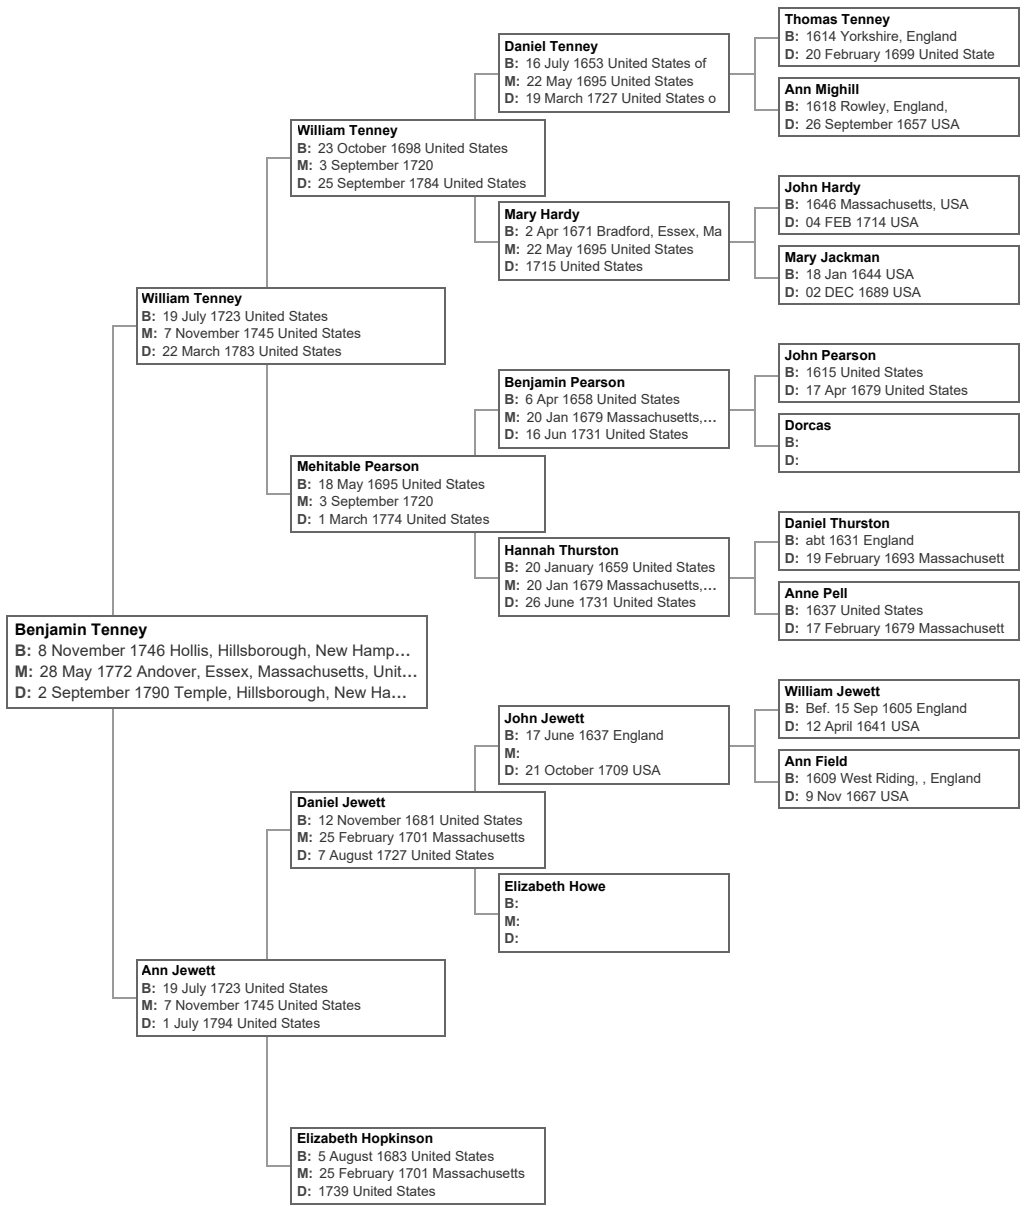 Thomas Tenney
B: 1614 Yorkshire, England
D: 20 February 1699 United State
Daniel Tenney
B: 16 July 1653 United States of
M: 22 May 1695 United States
D: 19 March 1727 United States o
Ann Mighill
B: 1618 Rowley, England,
D: 26 September 1657 USA
William Tenney
B: 23 October 1698 United States
M: 3 September 1720
D: 25 September 1784 United States
John Hardy
B: 1646 Massachusetts, USA
D: 04 FEB 1714 USA
Mary Hardy
B: 2 Apr 1671 Bradford, Essex, Ma
M: 22 May 1695 United States
D: 1715 United States
Mary Jackman
B: 18 Jan 1644 USA
D: 02 DEC 1689 USA
William Tenney
B: 19 July 1723 United States
M: 7 November 1745 United States
D: 22 March 1783 United States
John Pearson
B: 1615 United States
D: 17 Apr 1679 United States
Benjamin Pearson
B: 6 Apr 1658 United States
M: 20 Jan 1679 Massachusetts,...
D: 16 Jun 1731 United States
Dorcas
B:
D:
Mehitable Pearson
B: 18 May 1695 United States
M: 3 September 1720
D: 1 March 1774 United States
Daniel Thurston
B: abt 1631 England
D: 19 February 1693 Massachusett
Hannah Thurston
B: 20 January 1659 United States
M: 20 Jan 1679 Massachusetts,...
D: 26 June 1731 United States
Anne Pell
B: 1637 United States
D: 17 February 1679 Massachusett
Benjamin Tenney
B: 8 November 1746 Hollis, Hillsborough, New Hamp...
M: 28 May 1772 Andover, Essex, Massachusetts, Unit...
D: 2 September 1790 Temple, Hillsborough, New Ha...
William Jewett
B: Bef. 15 Sep 1605 England
D: 12 April 1641 USA
John Jewett
B: 17 June 1637 England
M:
D: 21 October 1709 USA
Ann Field
B: 1609 West Riding, , England
D: 9 Nov 1667 USA
Daniel Jewett
B: 12 November 1681 United States
M: 25 February 1701 Massachusetts
D: 7 August 1727 United States
Elizabeth Howe
B:
M:
D:
Ann Jewett
B: 19 July 1723 United States
M: 7 November 1745 United States
D: 1 July 1794 United States
Elizabeth Hopkinson
B: 5 August 1683 United States
M: 25 February 1701 Massachusetts
D: 1739 United States